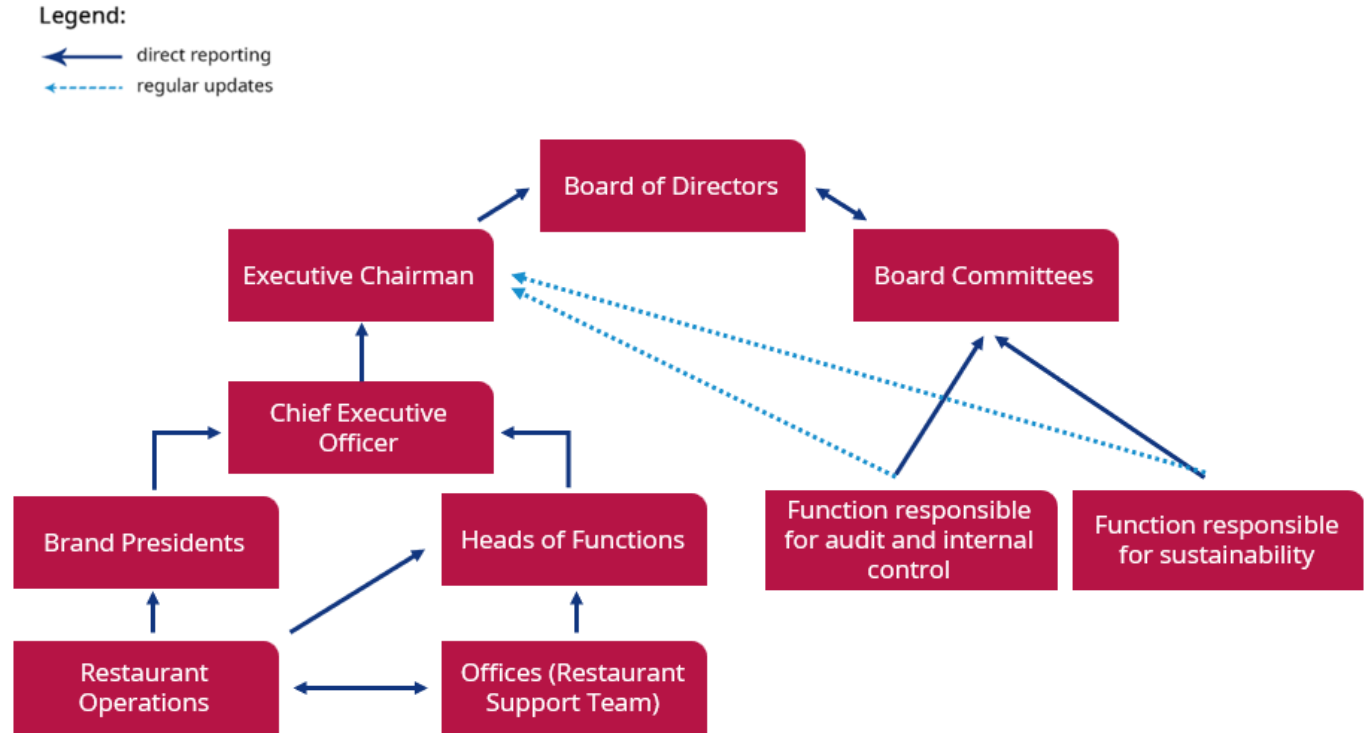 Legend:
direct reporting
regular updates
Board of Directors
Executive Chairman
Board Committees
Chief Executive
Officer
Brand Presidents
Heads of Functions
Function responsible
for audit and internal
control
Function responsible
for sustainability
Restaurant
Operations
Offices (Restaurant
Support Team)